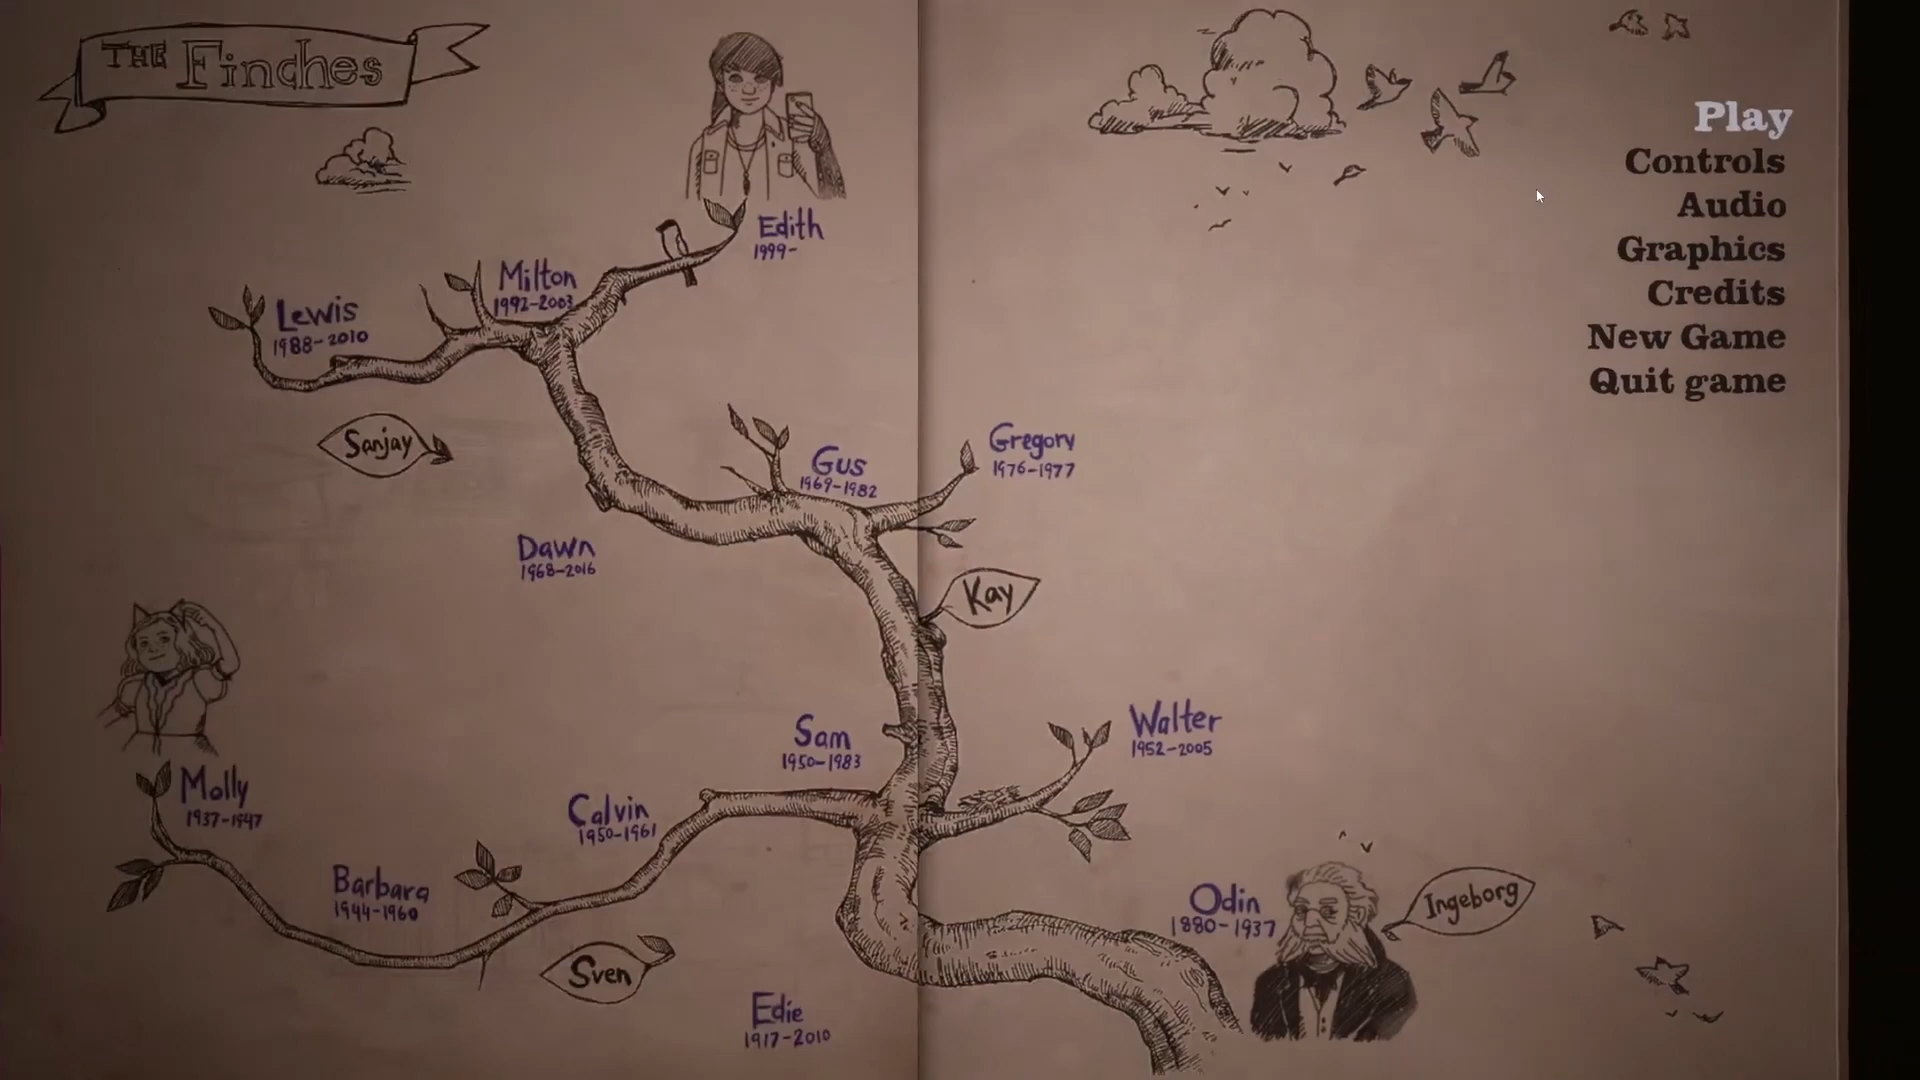 THE Finches
Play
Controls
Audio
Graphics
Credits
New Game
Quit game
Edith
1999-
Milton
1992-2003
Lewis
1988-2010
Sanjay
Gus
1969-1982
Gregory
1976-1977
Dawn
1968-2016
Kay
Sam
1950-1983
Walter
1952-2005
Molly
1937-1947
Calvin
1950-1961
Barbara
1944-1960
Sven
Odin
1880-1937
Ingeborg
Edie
1917-2010